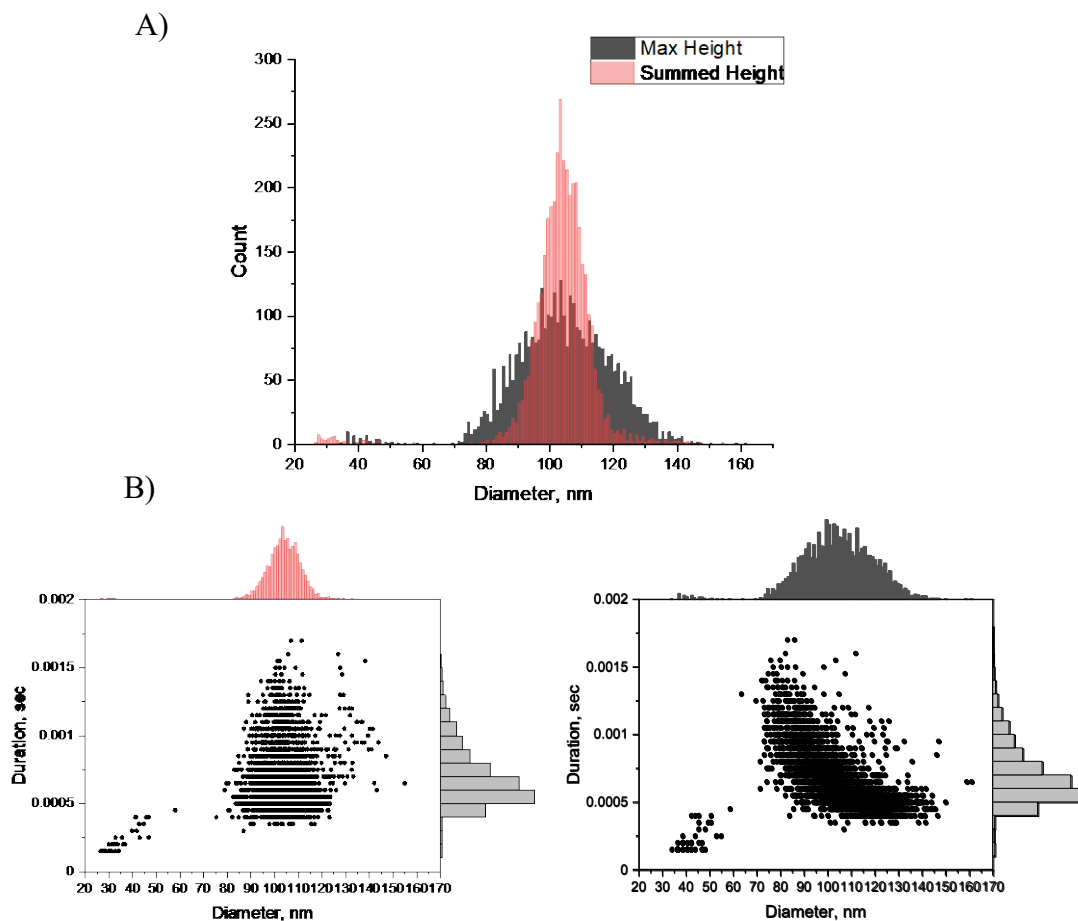 A)
Max Height
Summed Height
300
250
200
150
100
50
0
Count
20 40 60 80 100 120 140 160
Diameter, nm
B)
0.002
0.0015
0.001
0.0005
0
Duration, sec
20 30 40 50 60 70 80 90 100 110 120 130 140 150 160 170
Diameter, nm
0.002
0.0015
0.001
0.0005
0
Duration, sec
20 30 40 50 60 70 80 90 100 110 120 130 140 150 160 170
Diameter, nm